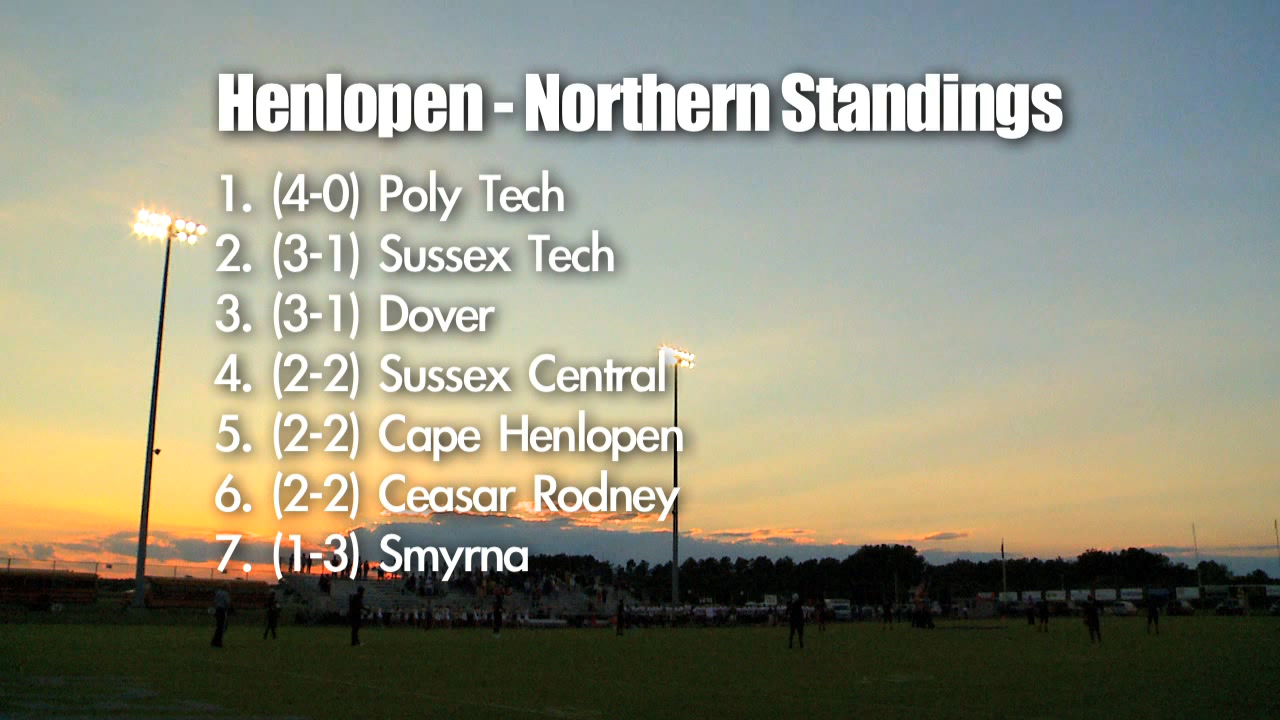 Henlopen - Northern Standings
1. (4-0) Poly Tech
2. (3-1) Sussex Tech
3. (3-1) Dover
4. (2-2) Sussex Central
5. (2-2) Cape Henlopen
6. (2-2) Ceasar Rodney
7. (1-3) Smyrna